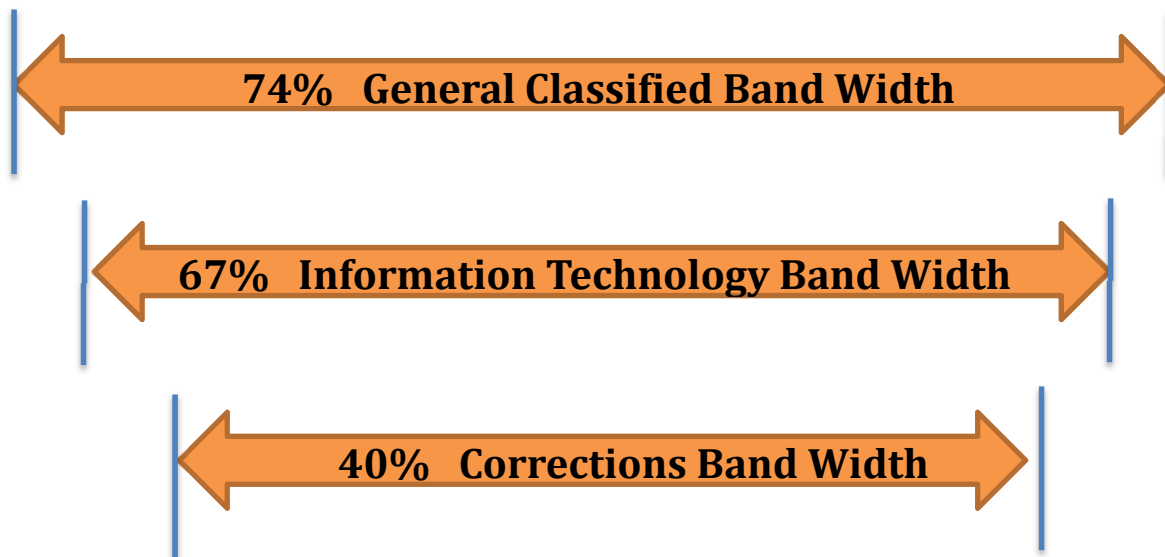 74% General Classified Band Width
67% Information Technology Band Width
40% Corrections Band Width